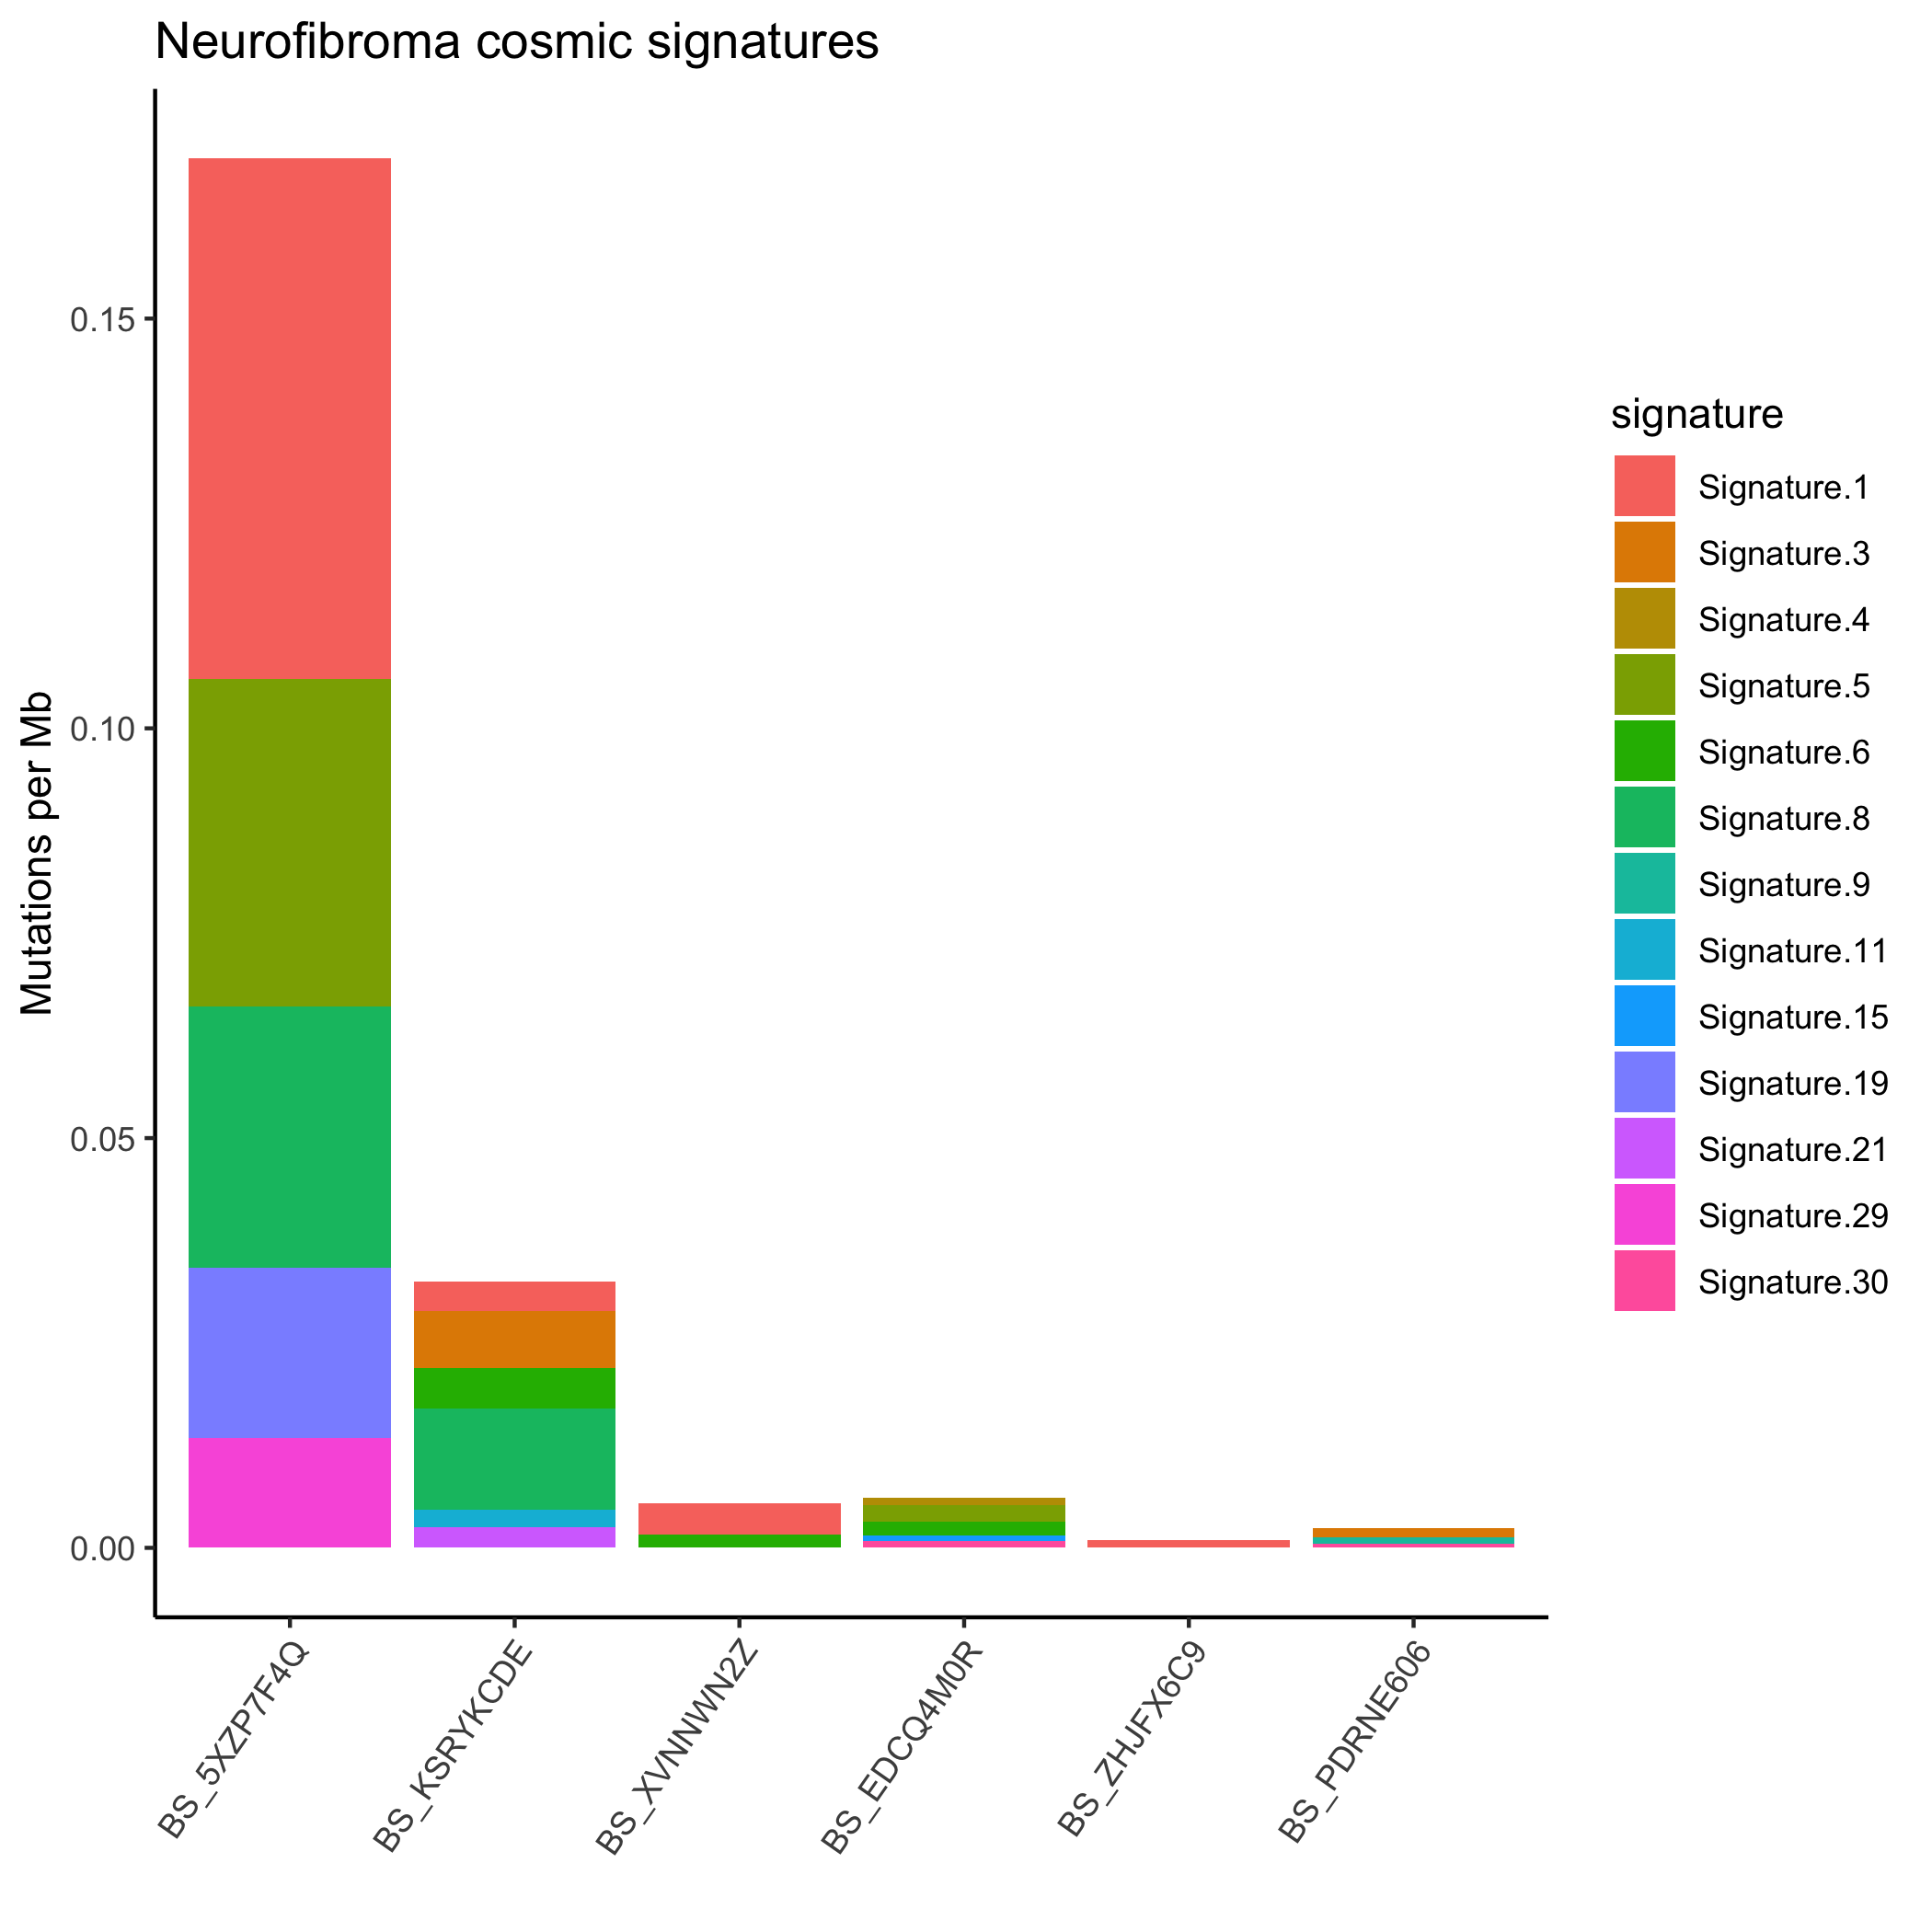 Neurofibroma cosmic signatures
Mutations per Mb
0.15
0.10
0.05
0.00
BS_5XZP7F4Q
BS_KSRYKCDE
BS_XVNNWN2Z
BS_EDCQ4M0R
BS_ZHJFX6C9
BS_PDRNE606
signature
Signature.1
Signature.3
Signature.4
Signature.5
Signature.6
Signature.8
Signature.9
Signature.11
Signature.15
Signature.19
Signature.21
Signature.29
Signature.30